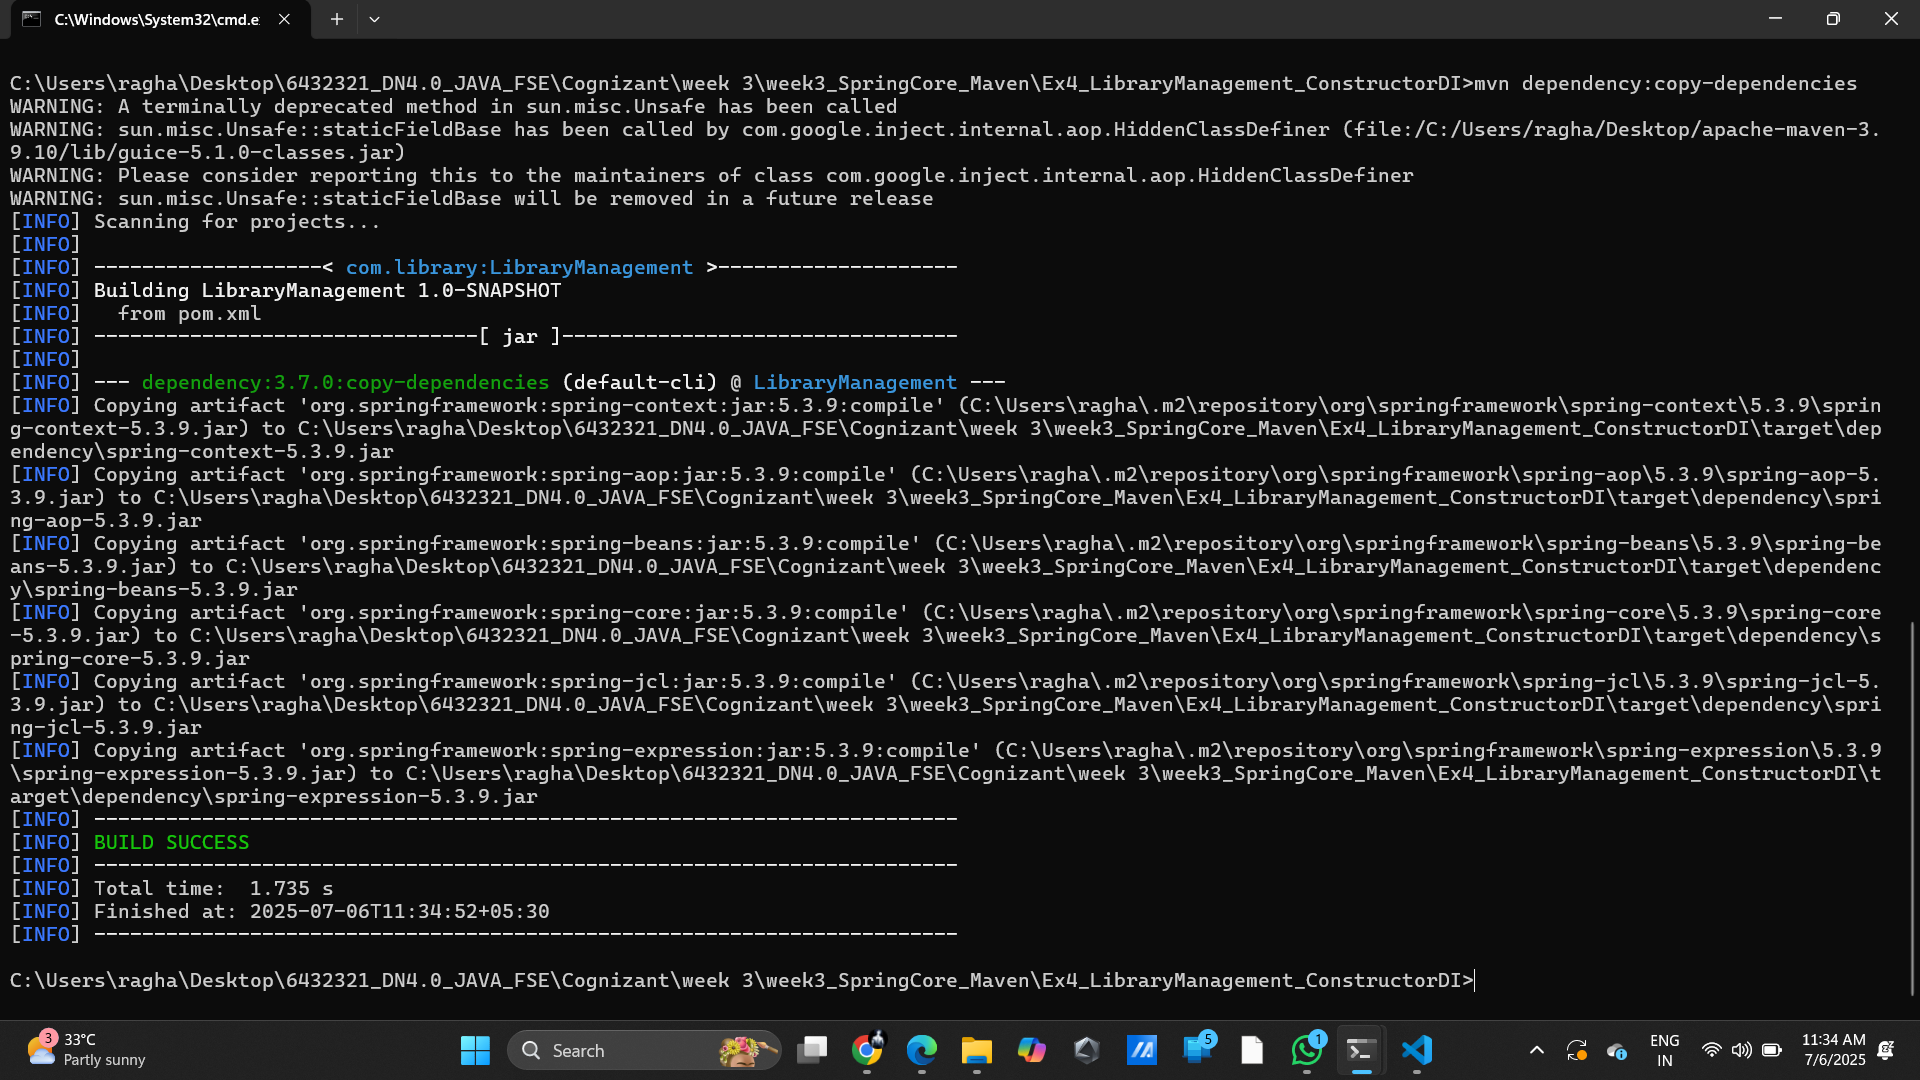 C:\Windows\System32\cmd.e
C:\Users\ragha\Desktop\6432321_DN4.0_JAVA_FSE\Cognizant\week 3\week3_SpringCore_Maven\Ex4_LibraryManagement_ConstructorDI>mvn dependency:copy-dependencies
WARNING: A terminally deprecated method in sun.misc.Unsafe has been called
WARNING: sun.misc.Unsafe::staticFieldBase has been called by com.google.inject.internal.aop.HiddenClassDefiner (file:/C:/Users/ragha/Desktop/apache-maven-3.
9.10/lib/guice-5.1.0-classes.jar)
WARNING: Please consider reporting this to the maintainers of class com.google.inject.internal.aop.HiddenClassDefiner
WARNING: sun.misc.Unsafe::staticFieldBase will be removed in a future release
[INFO] Scanning for projects...
[INFO]
[INFO] -------------------< com.library:LibraryManagement >--------------------
[INFO] Building LibraryManagement 1.0-SNAPSHOT
[INFO]   from pom.xml
[INFO] --------------------------------[ jar ]---------------------------------
[INFO]
[INFO] --- dependency:3.7.0:copy-dependencies (default-cli) @ LibraryManagement ---
[INFO] Copying artifact 'org.springframework:spring-context:jar:5.3.9:compile' (C:\Users\ragha\.m2\repository\org\springframework\spring-context\5.3.9\sprin
g-context-5.3.9.jar) to C:\Users\ragha\Desktop\6432321_DN4.0_JAVA_FSE\Cognizant\week 3\week3_SpringCore_Maven\Ex4_LibraryManagement_ConstructorDI\target\dep
endency\spring-context-5.3.9.jar
[INFO] Copying artifact 'org.springframework:spring-aop:jar:5.3.9:compile' (C:\Users\ragha\.m2\repository\org\springframework\spring-aop\5.3.9\spring-aop-5.
3.9.jar) to C:\Users\ragha\Desktop\6432321_DN4.0_JAVA_FSE\Cognizant\week 3\week3_SpringCore_Maven\Ex4_LibraryManagement_ConstructorDI\target\dependency\spri
ng-aop-5.3.9.jar
[INFO] Copying artifact 'org.springframework:spring-beans:jar:5.3.9:compile' (C:\Users\ragha\.m2\repository\org\springframework\spring-beans\5.3.9\spring-be
ans-5.3.9.jar) to C:\Users\ragha\Desktop\6432321_DN4.0_JAVA_FSE\Cognizant\week 3\week3_SpringCore_Maven\Ex4_LibraryManagement_ConstructorDI\target\dependenc
y\spring-beans-5.3.9.jar
[INFO] Copying artifact 'org.springframework:spring-core:jar:5.3.9:compile' (C:\Users\ragha\.m2\repository\org\springframework\spring-core\5.3.9\spring-core
-5.3.9.jar) to C:\Users\ragha\Desktop\6432321_DN4.0_JAVA_FSE\Cognizant\week 3\week3_SpringCore_Maven\Ex4_LibraryManagement_ConstructorDI\target\dependency\s
pring-core-5.3.9.jar
[INFO] Copying artifact 'org.springframework:spring-jcl:jar:5.3.9:compile' (C:\Users\ragha\.m2\repository\org\springframework\spring-jcl\5.3.9\spring-jcl-5.
3.9.jar) to C:\Users\ragha\Desktop\6432321_DN4.0_JAVA_FSE\Cognizant\week 3\week3_SpringCore_Maven\Ex4_LibraryManagement_ConstructorDI\target\dependency\spri
ng-jcl-5.3.9.jar
[INFO] Copying artifact 'org.springframework:spring-expression:jar:5.3.9:compile' (C:\Users\ragha\.m2\repository\org\springframework\spring-expression\5.3.9
\spring-expression-5.3.9.jar) to C:\Users\ragha\Desktop\6432321_DN4.0_JAVA_FSE\Cognizant\week 3\week3_SpringCore_Maven\Ex4_LibraryManagement_ConstructorDI\t
arget\dependency\spring-expression-5.3.9.jar
[INFO] ------------------------------------------------------------------------
[INFO] BUILD SUCCESS
[INFO] ------------------------------------------------------------------------
[INFO] Total time:  1.735 s
[INFO] Finished at: 2025-07-06T11:34:52+05:30
[INFO] ------------------------------------------------------------------------
C:\Users\ragha\Desktop\6432321_DN4.0_JAVA_FSE\Cognizant\week 3\week3_SpringCore_Maven\Ex4_LibraryManagement_ConstructorDI>
3
33°C
Partly sunny
Search
5
1
ENG
IN
11:34 AM
7/6/2025